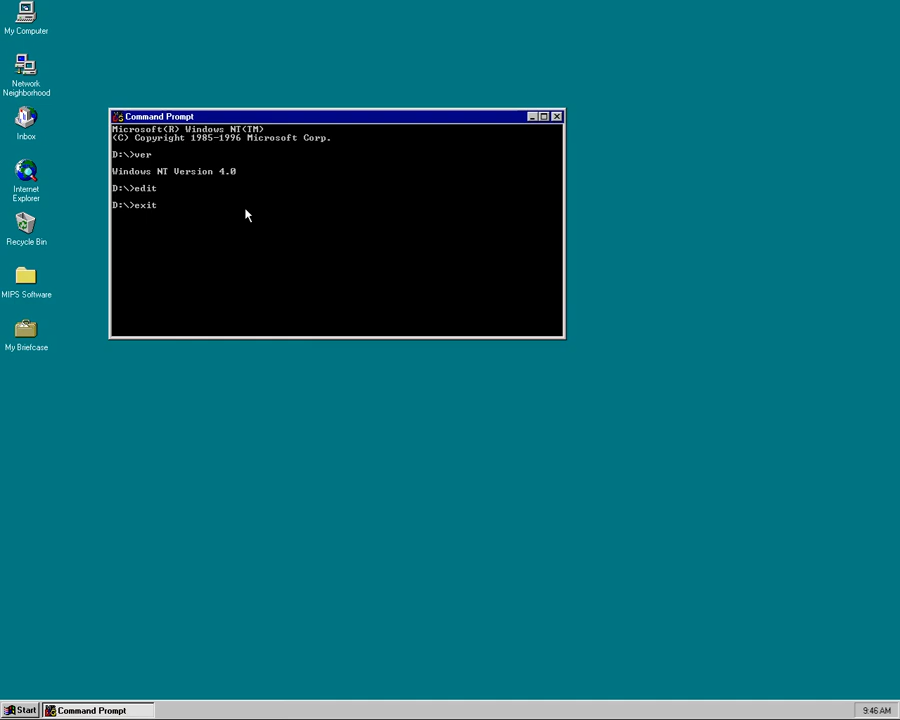 My Computer
Network
Neighborhood
Inbox
Internet
Explorer
Recycle Bin
MIPS Software
My Briefcase
Command Prompt
Microsoft(R) Windows NT(TM)
(C) Copyright 1985-1996 Microsoft Corp.
D:\>ver
Windows NT Version 4.0
D:\>edit
D:\>exit
Start
Command Prompt
9:46 AM